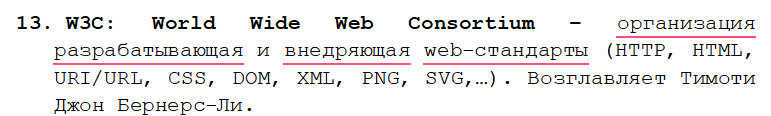 13. W3C: World Wide Web Consortium – организация
разрабатывающая и внедряющая web-стандарты (HTTP, HTML,
URI/URL, CSS, DOM, XML, PNG, SVG,…). Возглавляет Тимоти
Джон Бернерс-Ли.